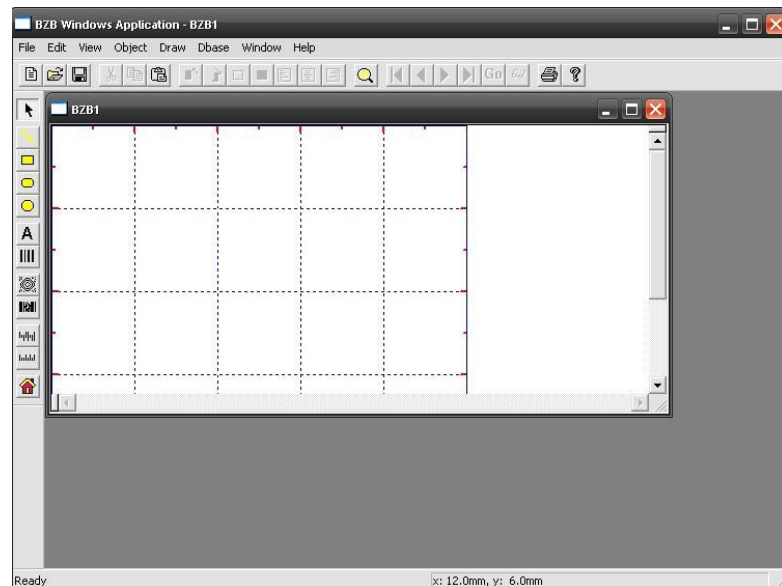 BZB Windows Application - BZB1
File Edit View Object Draw Dbase Window Help
Go
BZB1
A
Ready
x: 12.0mm, y: 6.0mm